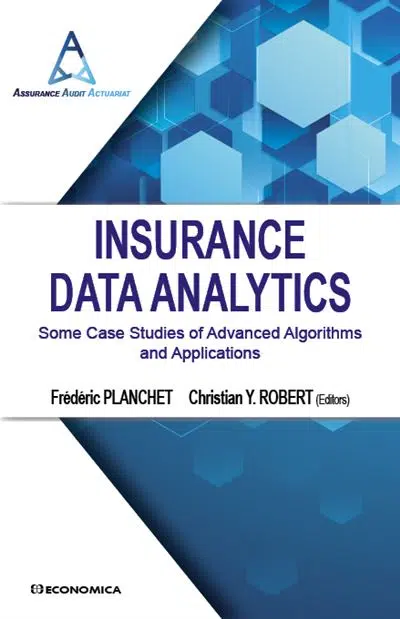 A
A A
ASSURANCE AUDIT ACTUARIAT
INSURANCE
DATA ANALYTICS
Some Case Studies of Advanced Algorithms
and Applications
Frédéric PLANCHET Christian Y. ROBERT (Editors)
ECONOMICA